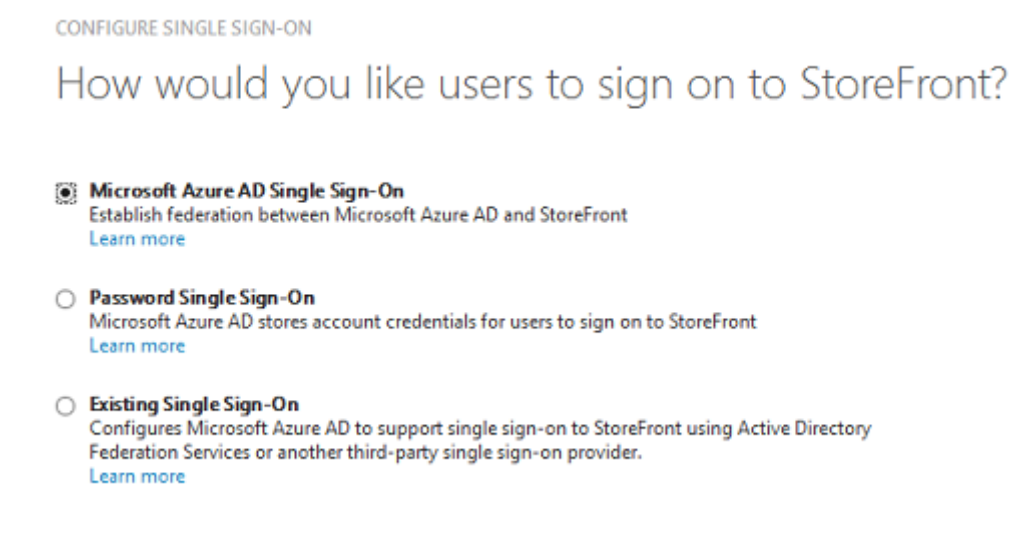 CONFIGURE SINGLE SIGN-ON
How would you like users to sign on to StoreFront?
Microsoft Azure AD Single Sign-On
Establish federation between Microsoft Azure AD and StoreFront
Learn more
Password Single Sign-On
Microsoft Azure AD stores account credentials for users to sign on to StoreFront
Learn more
Existing Single Sign-On
Configures Microsoft Azure AD to support single sign-on to StoreFront using Active Directory
Federation Services or another third-party single sign-on provider.
Learn more